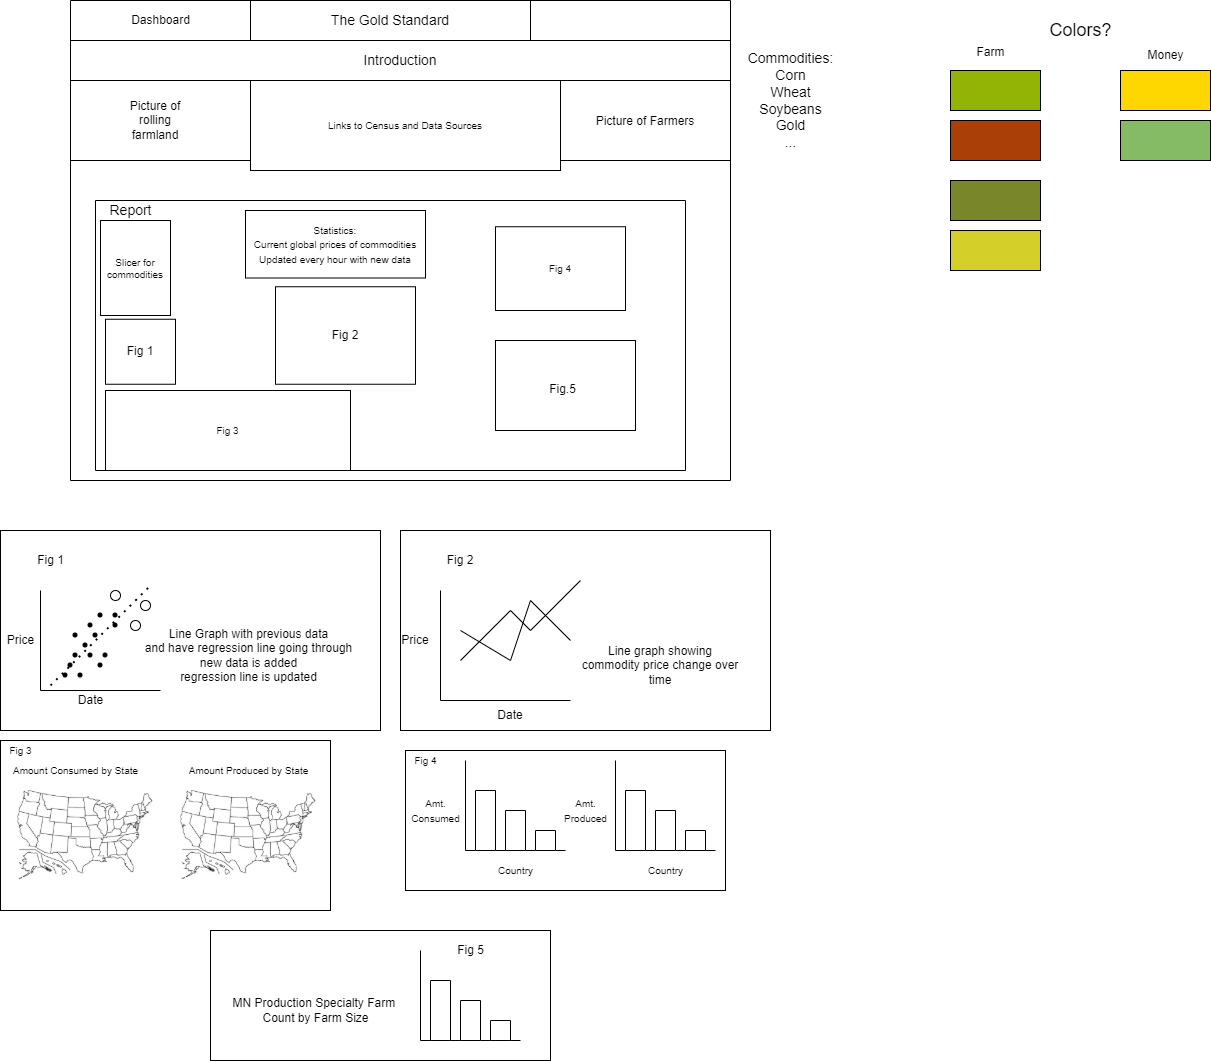 Dashboard
The Gold Standard
Introduction
Picture of
rolling
farmland
Links to Census and Data Sources
Picture of Farmers
Commodities:
Corn
Wheat
Soybeans
Gold
...
Colors?
Farm
Money
Report
Slicer for
commodities
Statistics:
Current global prices of commodities
Updated every hour with new data
Fig 4
Fig 1
Fig 2
Fig.5
Fig 3
Fig 1
Price
Date
Line Graph with previous data
and have regression line going through
new data is added
regression line is updated
Fig 2
Price
Date
Line graph showing
commodity price change over
time
Fig 3
Amount Consumed by State
Amount Produced by State
Fig 4
Amt.
Consumed
Country
Amt.
Produced
Country
Fig 5
MN Production Specialty Farm
Count by Farm Size